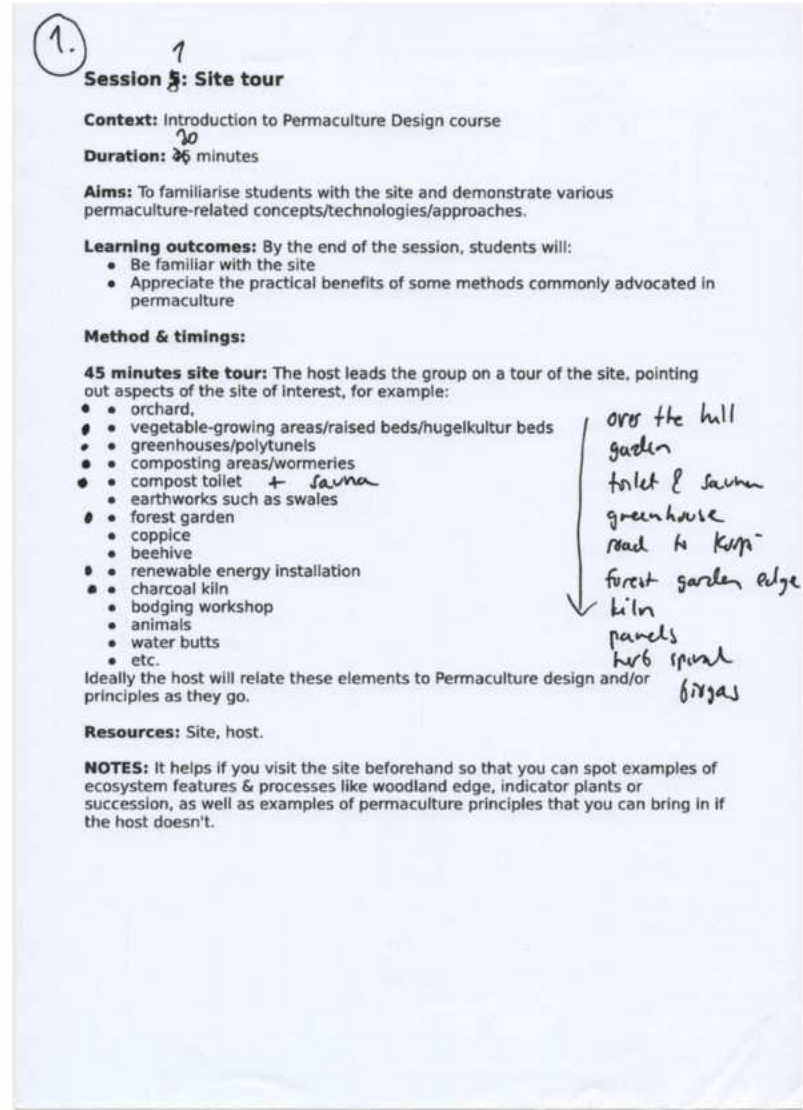 1.
1
Session 5: Site tour
Context: Introduction to Permaculture Design course
Duration: minutes
Aims: To familiarise students with the site and demonstrate various
permaculture-related concepts/technologies/approaches.
Learning outcomes: By the end of the session, students will:
• Be familiar with the site
• Appreciate the practical benefits of some methods commonly advocated in
permaculture
Method & timings:
45 minutes site tour: The host leads the group on a tour of the site, pointing
out aspects of the site of interest, for example:
• orchard,
• vegetable-growing areas/raised beds/hugelkultur beds
• greenhouses/polytunels
• composting areas/wormeries
• compost toilet + sauna
• earthworks such as swales
• forest garden
• coppice
• beehive
• renewable energy installation
• charcoal kiln
• bodging workshop
• animals
• water butts
• etc.
over the hill
garden
toilet & sauna
greenhouse
road to
forest garden edge
kiln
panels
herb spiral
biogas
Ideally the host will relate these elements to Permaculture design and/or
principles as they go.
Resources: Site, host.
NOTES: It helps if you visit the site beforehand so that you can spot examples of
ecosystem features & processes like woodland edge, indicator plants or
succession, as well as examples of permaculture principles that you can bring in if
the host doesn't.